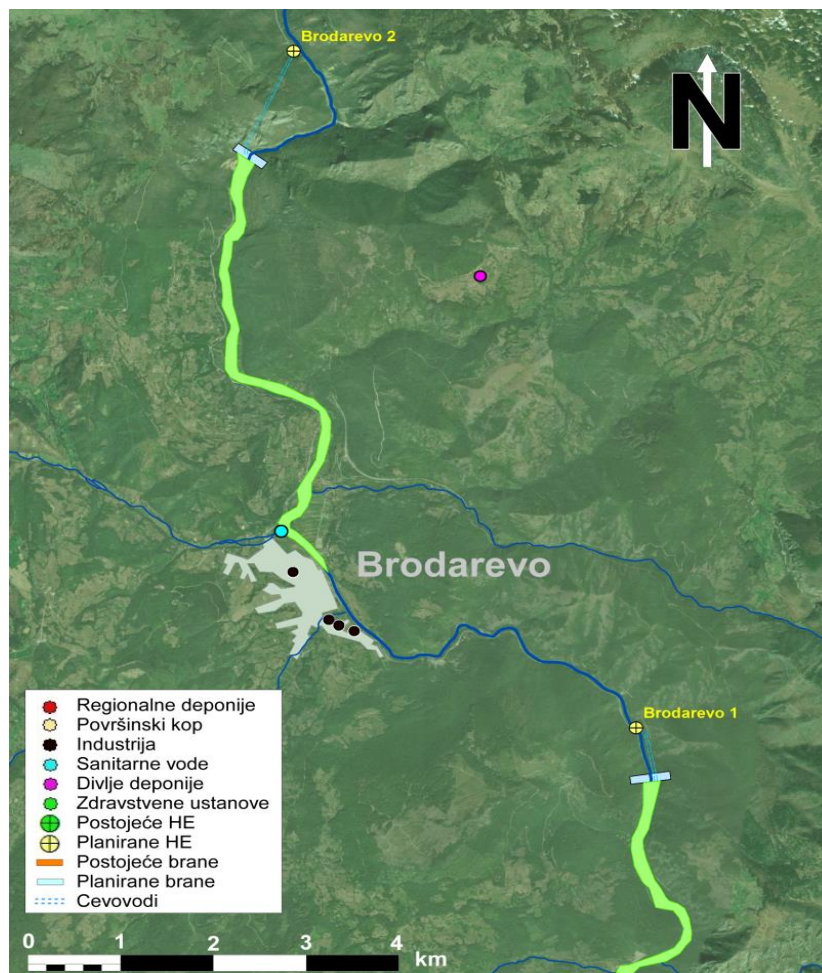 Brodarevo 2
N
Brodarevo
Brodarevo 1
Regionalne deponije
Površinski kop
Industrija
Sanitarne vode
Divlje deponije
Zdravstvene ustanove
Postojeće HE
Planirane HE
Postojeće brane
Planirane brane
Cevovodi
0 1 2 3 4
km